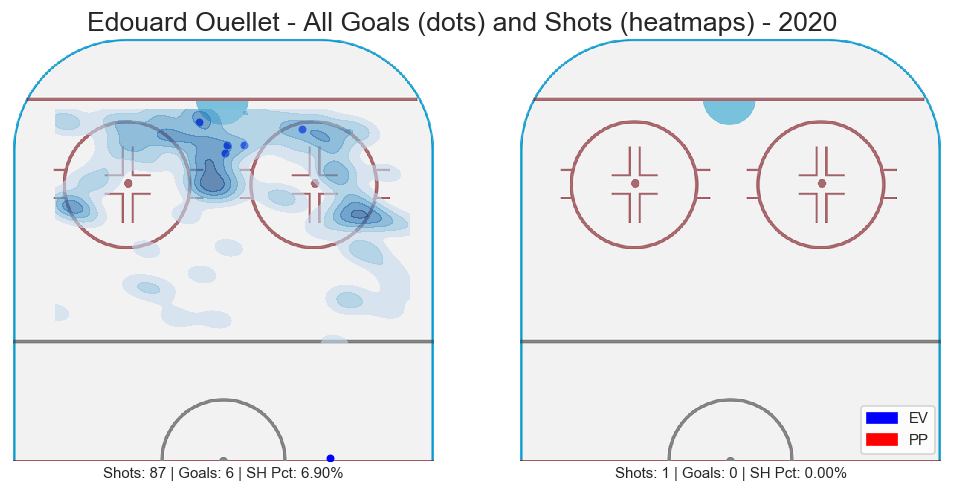 Edouard Ouellet - All Goals (dots) and Shots (heatmaps) - 2020
EV
PP
Shots: 87 | Goals: 6 | SH Pct: 6.90%
Shots: 1 | Goals: 0 | SH Pct: 0.00%